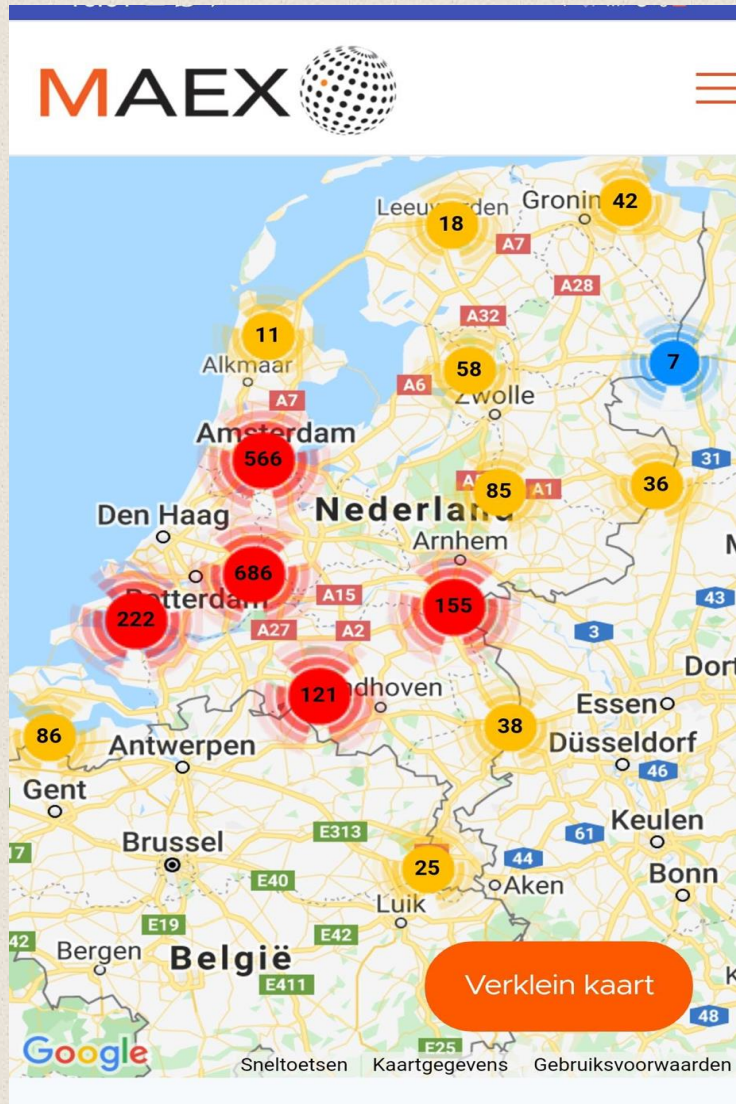 MAEX
42
18
A7
A28
A32
11
Alkmaar
58
7
A6
Zwolle
A7
Amsterdam
566
31
85
A1
36
Nederland
Den Haag
Arnhem
686
A15
155
43
222
Rotterdam
A27
A2
3
Dort
121
ndhoven
Essen
38
86
Antwerpen
Düsseldorf
46
Gent
E313
61
Keulen
Brussel
17
25
44
Bonn
E40
Aken
Luik
E19
42
E42
Bergen
België
E411
Verklein kaart
48
E25
Google
Sneltoetsen Kaartgegevens Gebruiksvoorwaarden